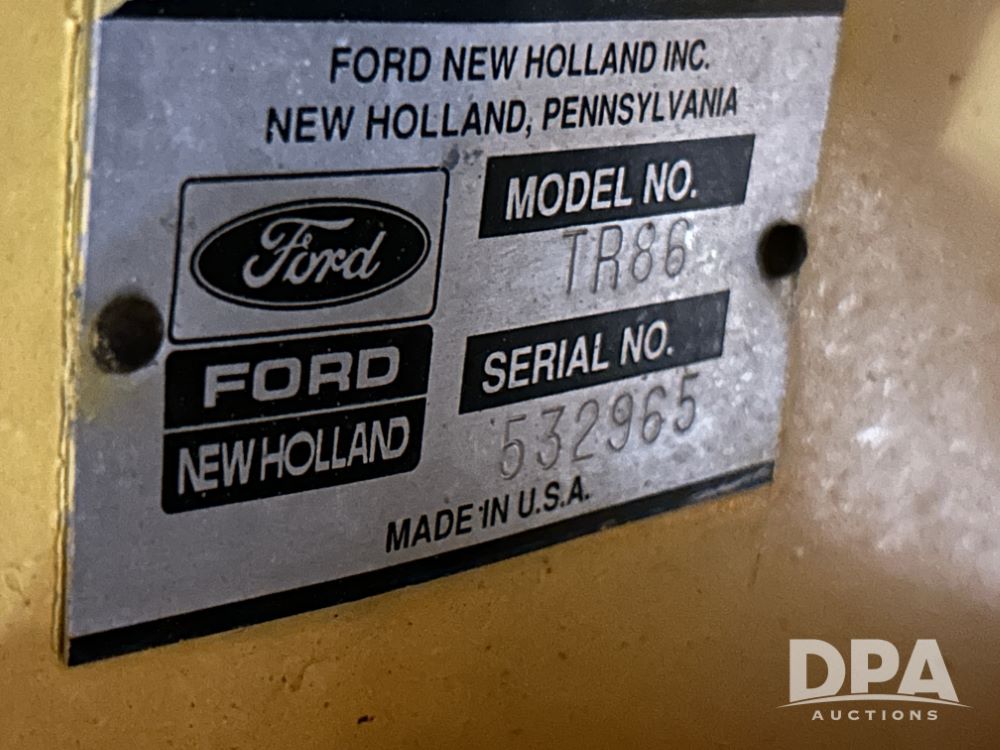 FORD NEW HOLLAND INC.
NEW HOLLAND, PENNSYLVANIA
Ford
FORD
NEW HOLLAND
MODEL NO.
TR86
SERIAL NO.
532965
MADE IN U.S.A.
DPA
AUCTIONS